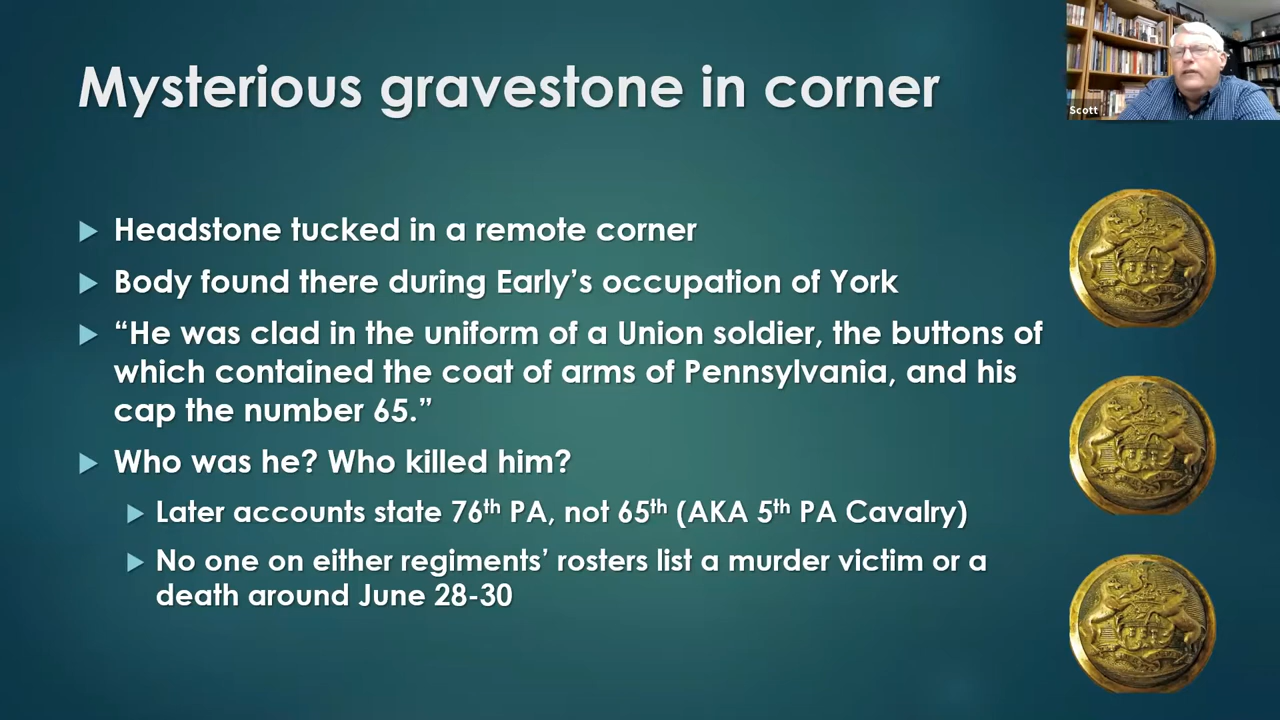 Mysterious gravestone in corner
Scott
Headstone tucked in a remote corner
Body found there during Early’s occupation of York
“He was clad in the uniform of a Union soldier, the buttons of
which contained the coat of arms of Pennsylvania, and his
cap the number 65.”
Who was he? Who killed him?
Later accounts state 76th PA, not 65th (AKA 5th PA Cavalry)
No one on either regiments’ rosters list a murder victim or a
death around June 28-30